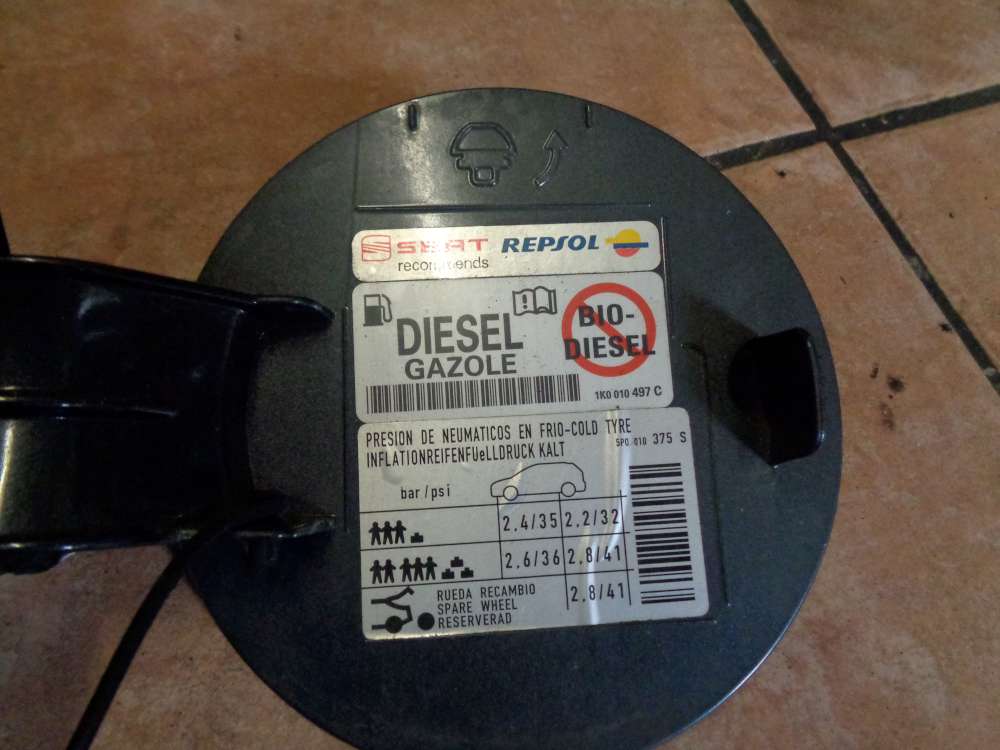 SEAT REPSOL
recommends
DIESEL
GAZOLE
BIO-
DIESEL
1K0 010 497 C
PRESION DE NEUMATICOS EN FRIO-COLD TYRE
INFLATIONREIFENFÜeLLDRUCK KALT
5P0 010 375 S
bar/psi
2.4/35 2.2/32
2.6/36 2.8/41
RUEDA RECAMBIO
SPARE WHEEL
RESERVERAD
2.8/41